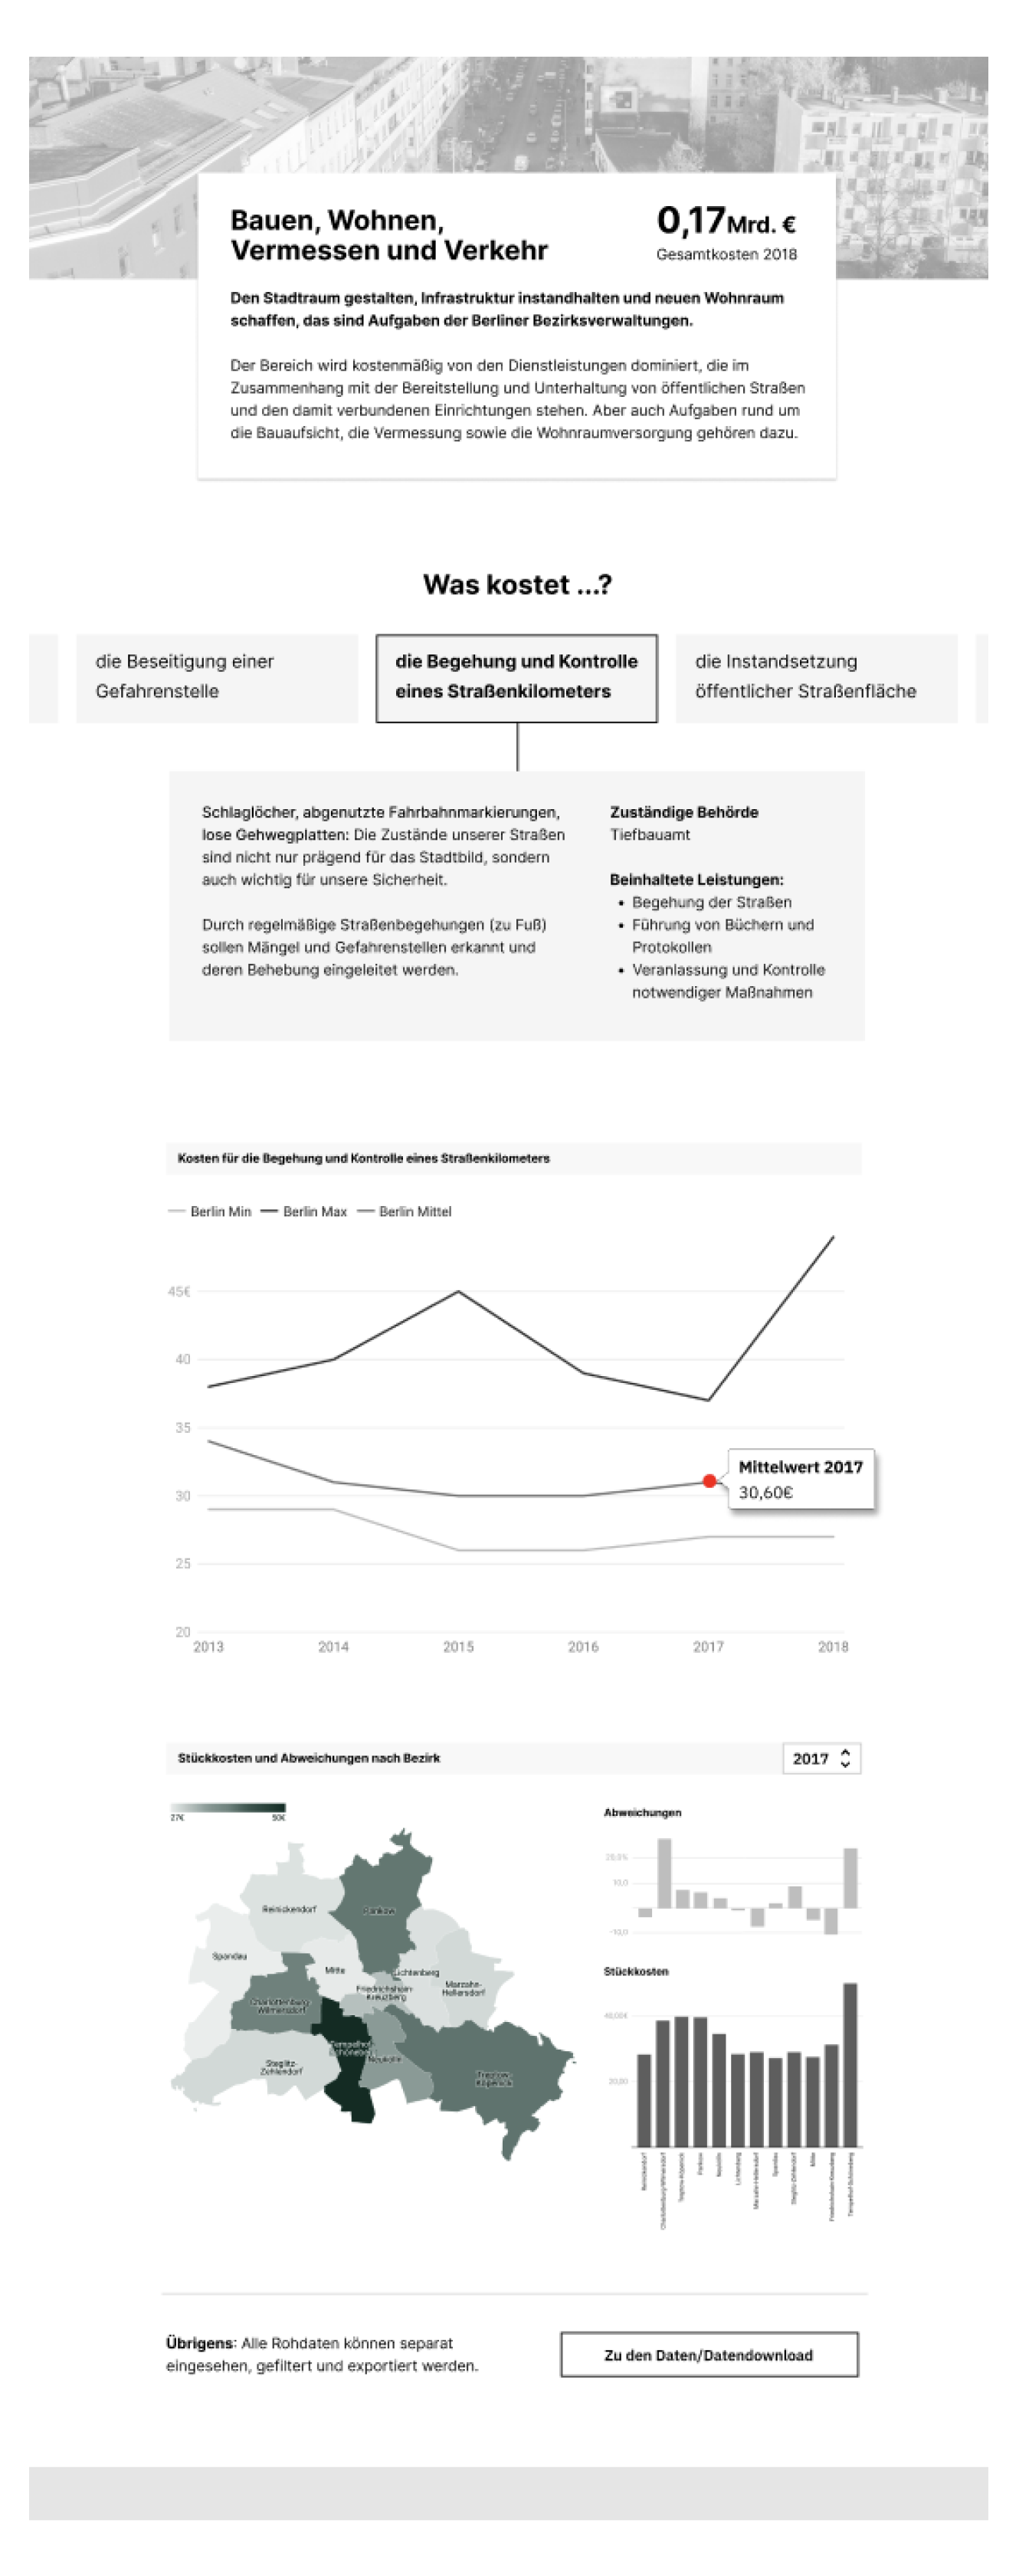 Bauen, Wohnen,
Vermessen und Verkehr
0,17Mrd. €
Gesamtkosten 2018
Den Stadtraum gestalten, Infrastruktur instandhalten und neuen Wohnraum
schaffen, das sind Aufgaben der Berliner Bezirksverwaltungen.
Der Bereich wird kostenmäßig von den Dienstleistungen dominiert, die im
Zusammenhang mit der Bereitstellung und Unterhaltung von öffentlichen Straßen
und den damit verbundenen Einrichtungen stehen. Aber auch Aufgaben rund um
die Bauaufsicht, die Vermessung sowie die Wohnraumversorgung gehören dazu.
Was kostet ...?
die Beseitigung einer
Gefahrenstelle
die Begehung und Kontrolle
eines Straßenkilometers
die Instandsetzung
öffentlicher Straßenfläche
Schlaglöcher, abgenutzte Fahrbahnmarkierungen,
lose Gehwegplatten: Die Zustände unserer Straßen
sind nicht nur prägend für das Stadtbild, sondern
auch wichtig für unsere Sicherheit.
Durch regelmäßige Straßenbegehungen (zu Fuß)
sollen Mängel und Gefahrenstellen erkannt und
deren Behebung eingeleitet werden.
Zuständige Behörde
Tiefbauamt
Beinhaltete Leistungen:
• Begehung der Straßen
• Führung von Büchern und
Protokollen
• Veranlassung und Kontrolle
notwendiger Maßnahmen
Kosten für die Begehung und Kontrolle eines Straßenkilometers
Berlin Min Berlin Max Berlin Mittel
45€
40
35
30
25
20
Mittelwert 2017
30,60€
2013 2014 2015 2016 2017 2018
Stückkosten und Abweichungen nach Bezirk
2017
27€ 50€
Reinickendorf
Pankow
Spandau
Mitte
Lichtenberg
Marzahn-
Hellersdorf
Friedrichshain-
Kreuzberg
Charlottenburg-
Wilmersdorf
Tempelhof-
Schöneberg
Neukölln
Steglitz-
Zehlendorf
Treptow-
Köpenick
Abweichungen
20,0%
10,0
-10,0
Stückkosten
40,00€
20,00
Reinickendorf
Charlottenburg-Wilmersdorf
Treptow-Köpenick
Pankow
Neukölln
Lichtenberg
Marzahn-Hellersdorf
Spandau
Steglitz-Zehlendorf
Mitte
Friedrichshain-Kreuzberg
Tempelhof-Schöneberg
Übrigens: Alle Rohdaten können separat
eingesehen, gefiltert und exportiert werden.
Zu den Daten/Datendownload